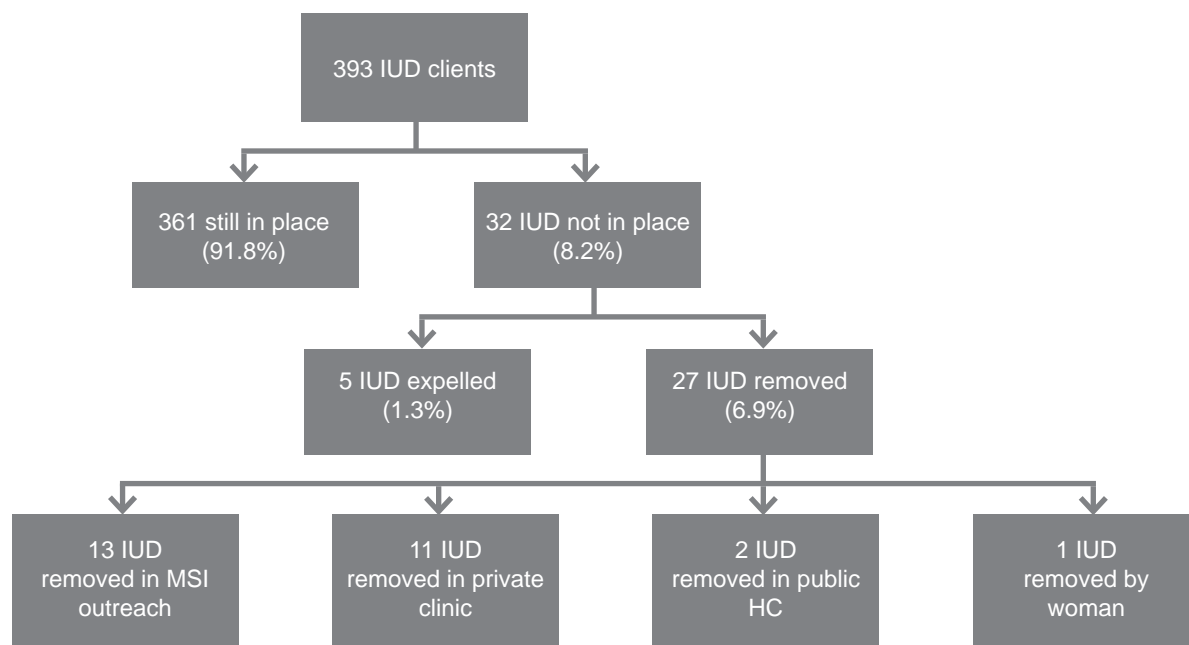 393 IUD clients
361 still in place
(91.8%)
32 IUD not in place
(8.2%)
5 IUD expelled
(1.3%)
27 IUD removed
(6.9%)
13 IUD
removed in MSI
outreach
11 IUD
removed in private
clinic
2 IUD
removed in public
HC
1 IUD
removed by
woman